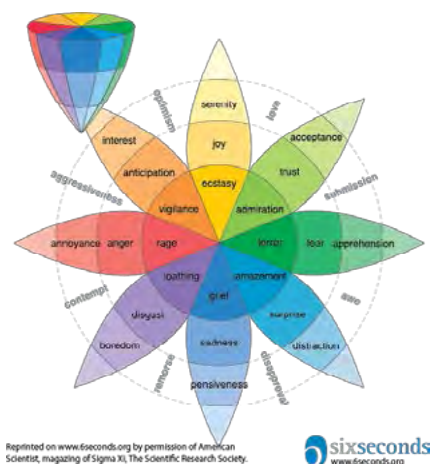 optimism
serenity
love
interest
joy
acceptance
anticipation
trust
aggressiveness
ecstasy
submission
vigilance
admiration
annoyance anger rage terror fear apprehension
loathing
amazement
grief
contempt
awe
disgust
surprise
boredom
sadness
distraction
remorse
disapproval
pensiveness
Reprinted on www.6seconds.org by permission of American
Scientist, magazing of Sigma Xi, The Scientific Research Society.
sixseconds
www.6seconds.org